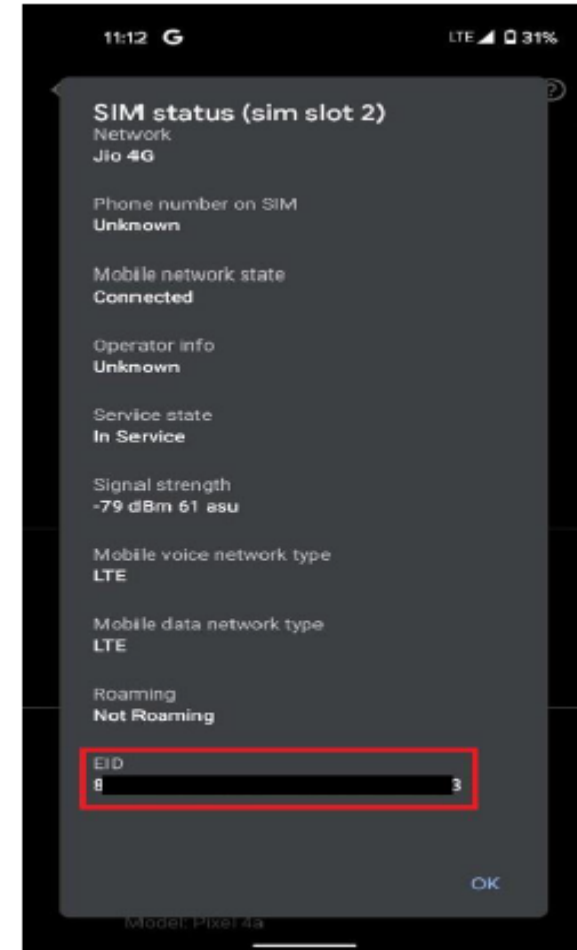 11:12 G LTE 31%
SIM status (sim slot 2)
Network
Jio 4G
Phone number on SIM
Unknown
Mobile network state
Connected
Operator info
Unknown
Service state
In Service
Signal strength
-79 dBm 61 asu
Mobile voice network type
LTE
Mobile data network type
LTE
Roaming
Not Roaming
EID
8 3
OK
Model: Pixel 4a